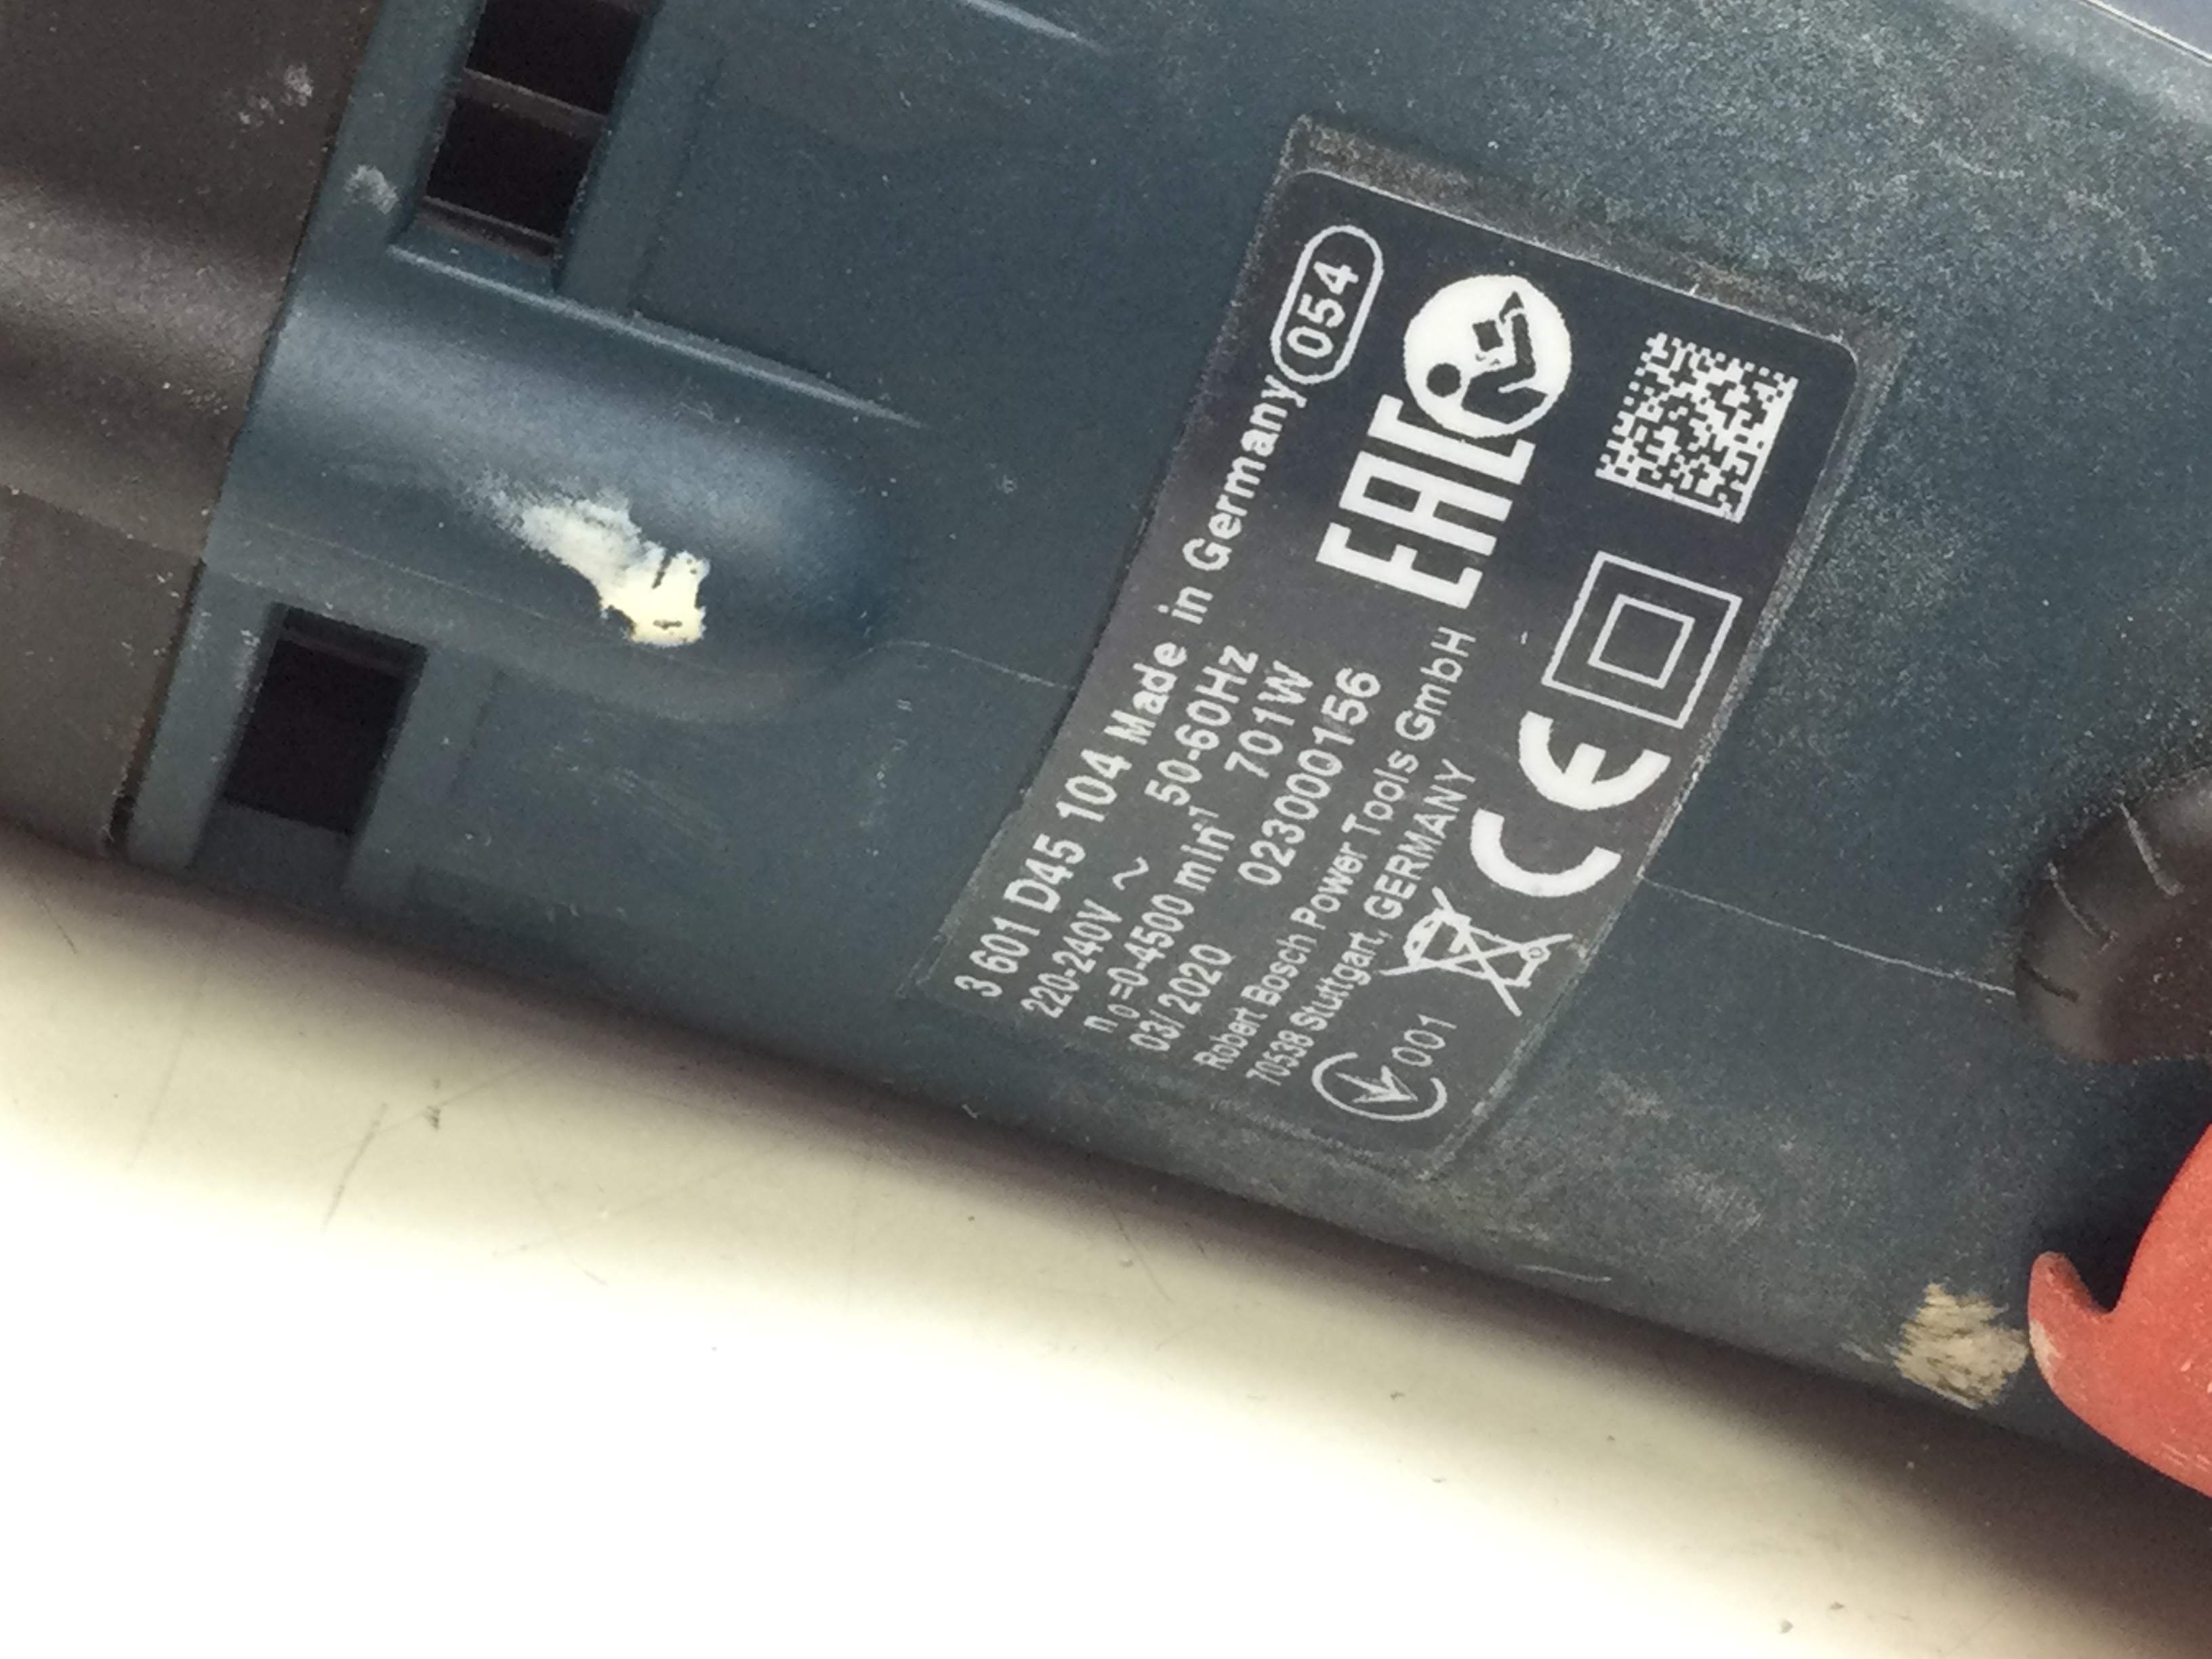 3 601 D45 104 Made in Germany 054
220-240V ~ 50-60Hz
n0=0-4500 min-1 701W
03/2020 023000156
Robert Bosch Power Tools GmbH
70538 Stuttgart, GERMANY
EAC
001
CE